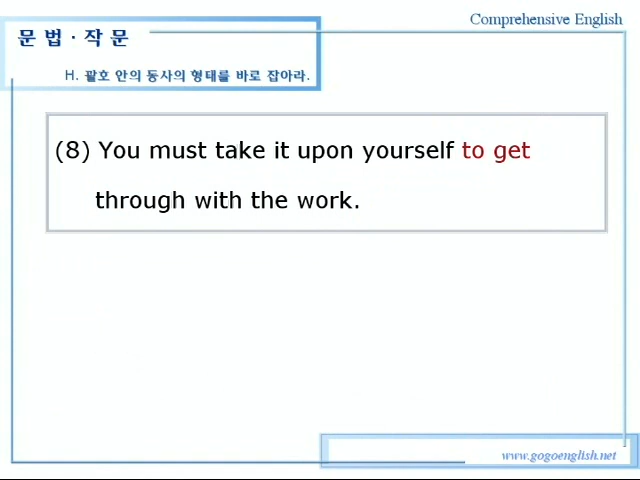 Comprehensive English
문 법 · 작 문
H. 괄호 안의 동사의 형태를 바로 잡아라.
(8) You must take it upon yourself to get
through with the work.
www.gogoenglish.net